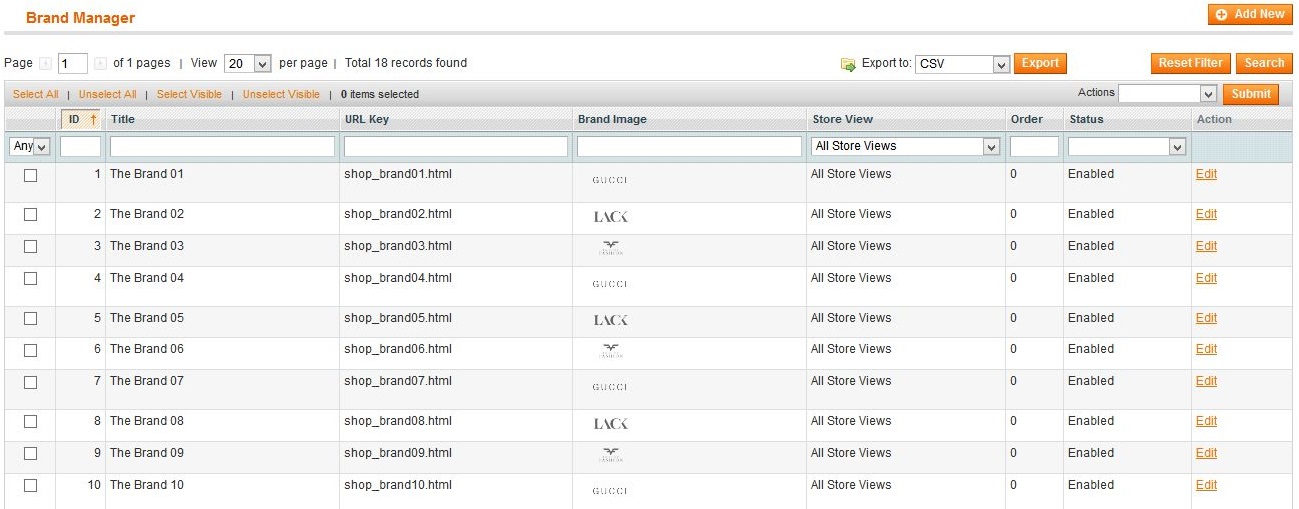 Brand Manager
Add New
Page 1 of 1 pages | View 20 per page | Total 18 records found
Export to: CSV Export Reset Filter Search
Select All | Unselect All | Select Visible | Unselect Visible | 0 items selected
Actions Submit
ID Title URL Key Brand Image Store View Order Status Action
Any All Store Views
1 The Brand 01 shop_brand01.html GUCCI All Store Views 0 Enabled Edit
2 The Brand 02 shop_brand02.html LACK All Store Views 0 Enabled Edit
3 The Brand 03 shop_brand03.html All Store Views 0 Enabled Edit
4 The Brand 04 shop_brand04.html GUCCI All Store Views 0 Enabled Edit
5 The Brand 05 shop_brand05.html LACK All Store Views 0 Enabled Edit
6 The Brand 06 shop_brand06.html All Store Views 0 Enabled Edit
7 The Brand 07 shop_brand07.html GUCCI All Store Views 0 Enabled Edit
8 The Brand 08 shop_brand08.html LACK All Store Views 0 Enabled Edit
9 The Brand 09 shop_brand09.html All Store Views 0 Enabled Edit
10 The Brand 10 shop_brand10.html GUCCI All Store Views 0 Enabled Edit